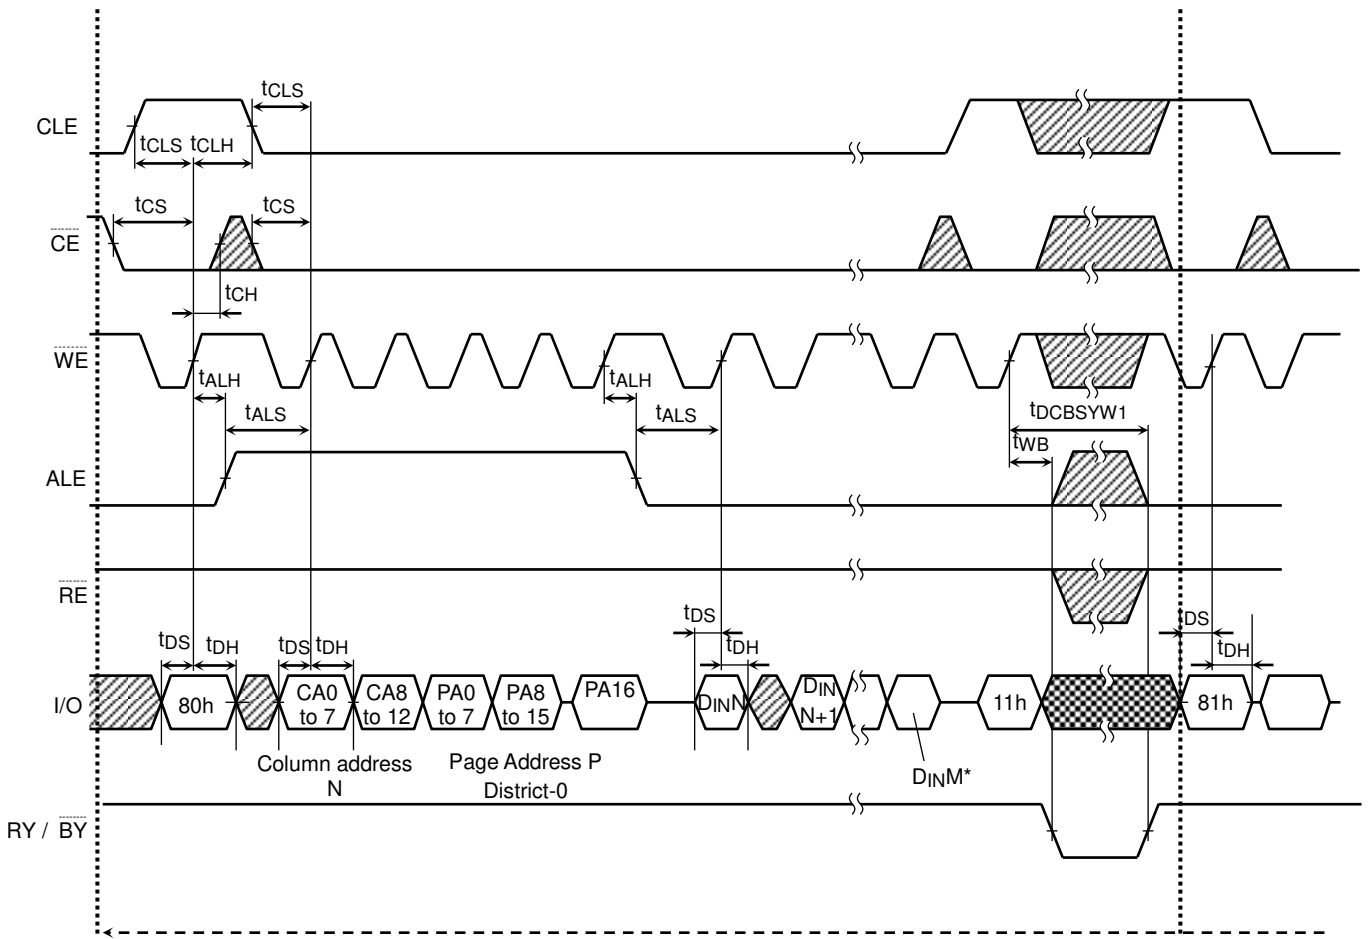 tCLS
CLE
tCLS tCLH
tCS tCS
CE
tCH
WE
tALH tALH
tALS tALS
tDCBSYW1
tWB
ALE
RE
tDS
tDS tDH tDS tDH tDH tDS tDH
I/O
80h
CA0 to 7
CA8 to 12
PA0 to 7
PA8 to 15
PA16
DINN
DIN N+1
11h
81h
Column address
N
Page Address P
District-0
DINM*
RY / BY